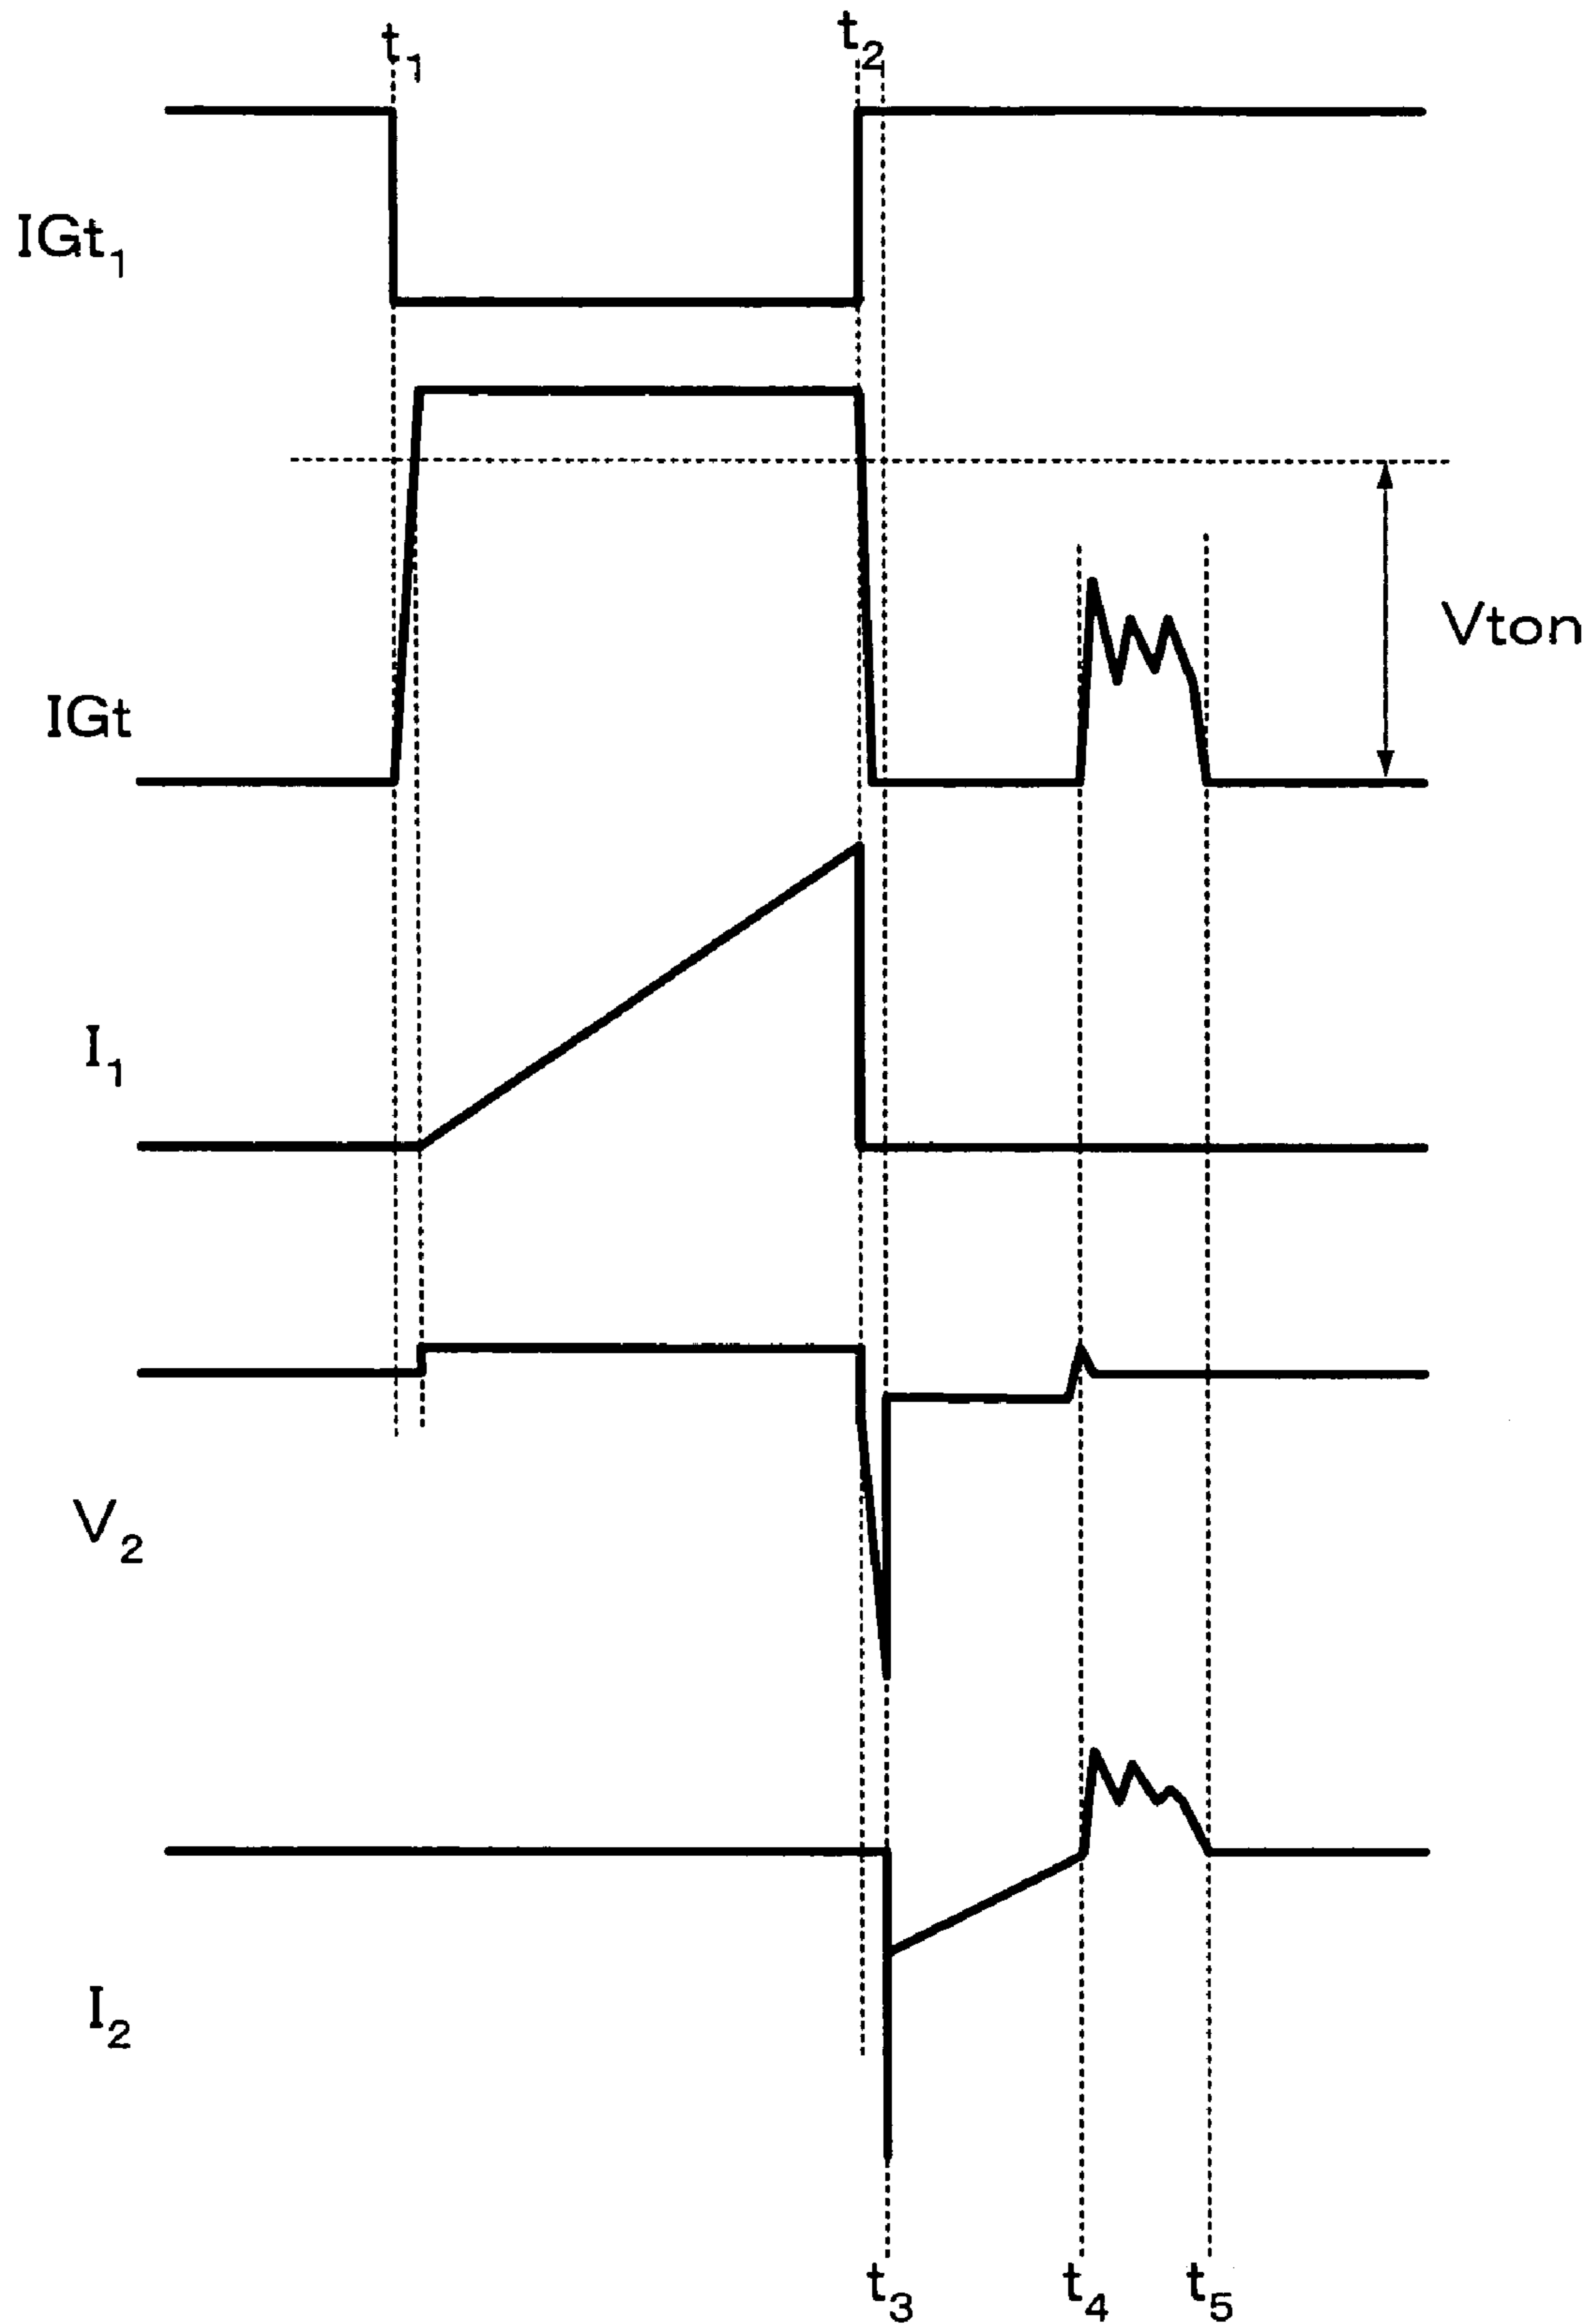 t₁ t₂
IGt₁
Vton
IGt
I₁
V₂
I₂
t₃ t₄ t₅